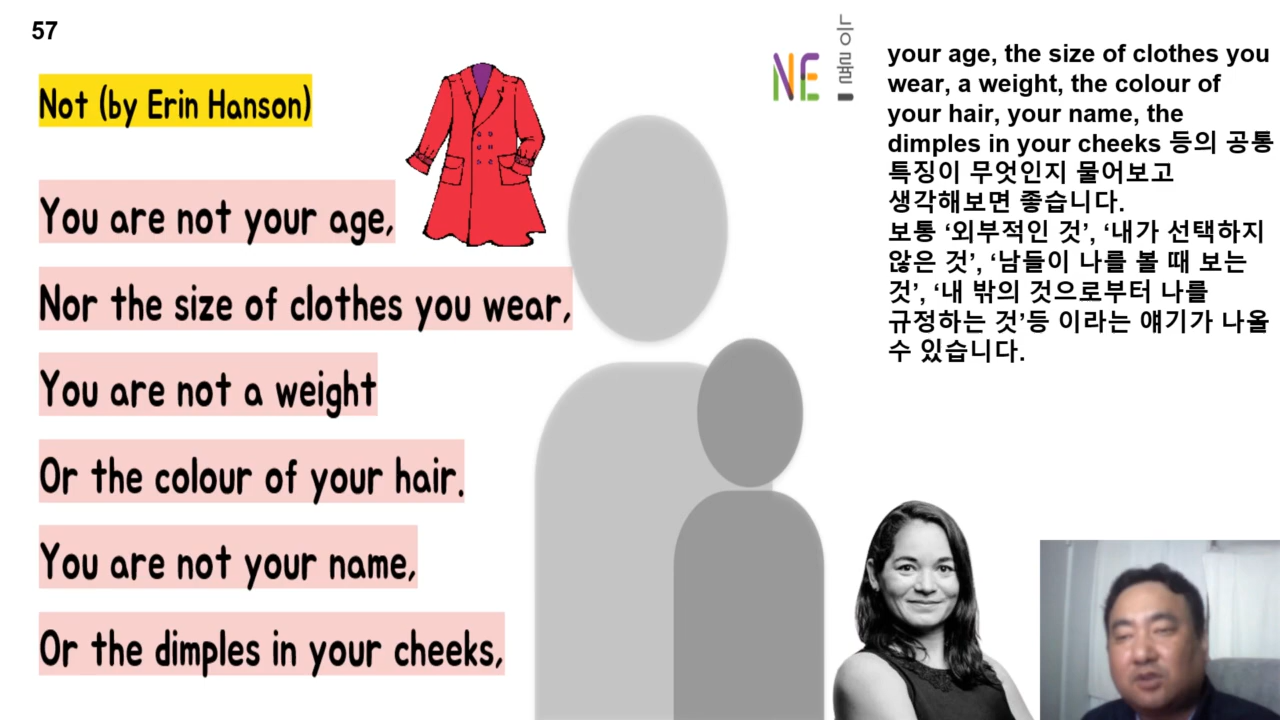 57
Not (by Erin Hanson)
You are not your age,
Nor the size of clothes you wear,
You are not a weight
Or the colour of your hair.
You are not your name,
Or the dimples in your cheeks,
NE
능률
your age, the size of clothes you
wear, a weight, the colour of
your hair, your name, the
dimples in your cheeks 등의 공통
특징이 무엇인지 물어보고
생각해보면 좋습니다.
보통 ‘외부적인 것’, ‘내가 선택하지
않은 것’, ‘남들이 나를 볼 때 보는
것’, ‘내 밖의 것으로부터 나를
규정하는 것’등 이라는 얘기가 나올
수 있습니다.